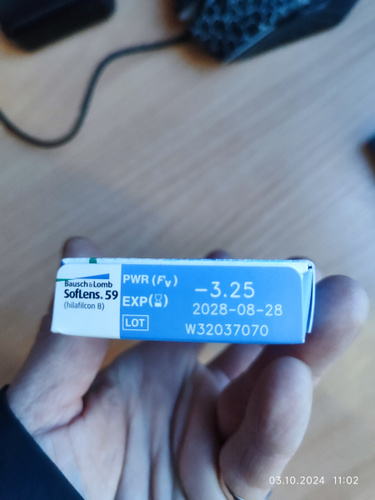 Bausch & Lomb
SofLens. 59
(hilafilcon B)
PWR (Fv) -3.25
EXP 2028-08-28
LOT W32037070
03.10.2024 11:02